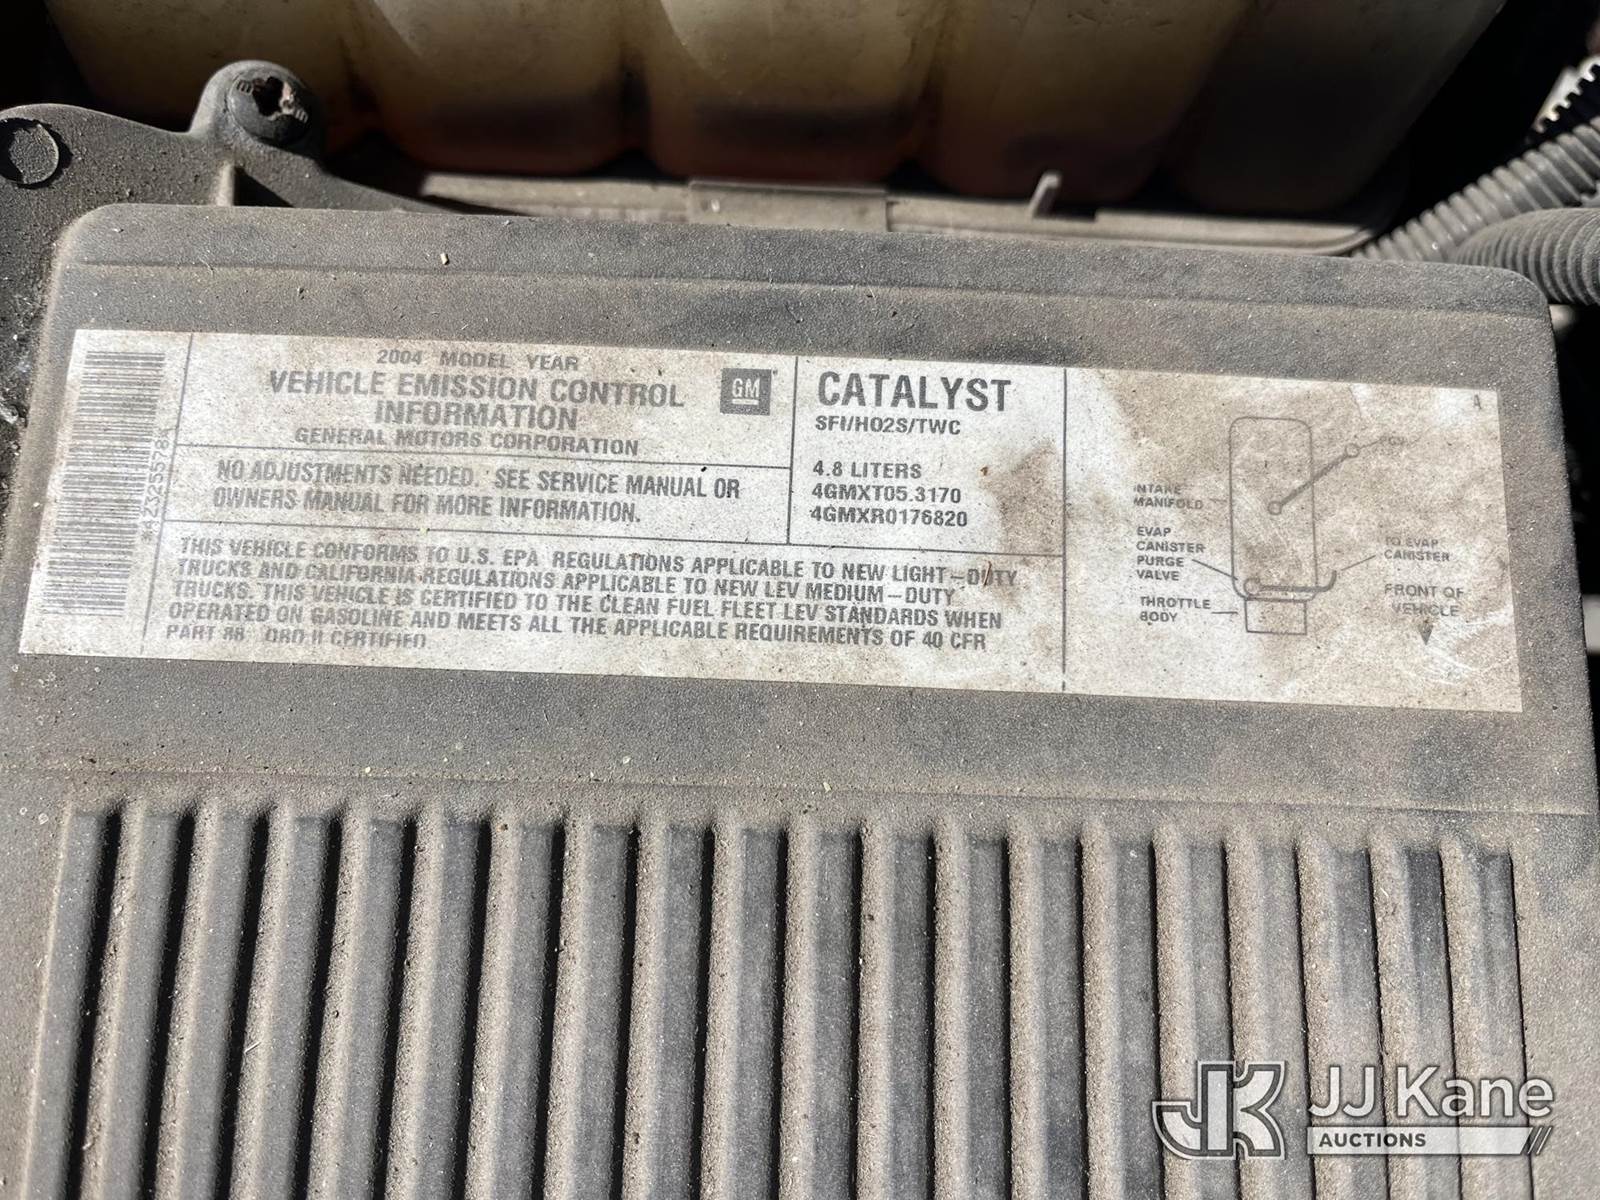 2004 MODEL YEAR
VEHICLE EMISSION CONTROL
INFORMATION
GENERAL MOTORS CORPORATION
GM
NO ADJUSTMENTS NEEDED. SEE SERVICE MANUAL OR
OWNERS MANUAL FOR MORE INFORMATION.
CATALYST
SFI/HO2S/TWC
4.8 LITERS
4GMXT05.3170
4GMXR0176820
THIS VEHICLE CONFORMS TO U.S. EPA REGULATIONS APPLICABLE TO NEW LIGHT-DUTY
TRUCKS AND CALIFORNIA REGULATIONS APPLICABLE TO NEW LEV MEDIUM-DUTY
TRUCKS. THIS VEHICLE IS CERTIFIED TO THE CLEAN FUEL FLEET LEV STANDARDS WHEN
OPERATED ON GASOLINE AND MEETS ALL THE APPLICABLE REQUIREMENTS OF 40 CFR
PART 88. OBD II CERTIFIED
A
INTAKE
MANIFOLD
EVAP
CANISTER
PURGE
VALVE
THROTTLE
BODY
TO EVAP
CANISTER
FRONT OF
VEHICLE
JK
JJ Kane
AUCTIONS